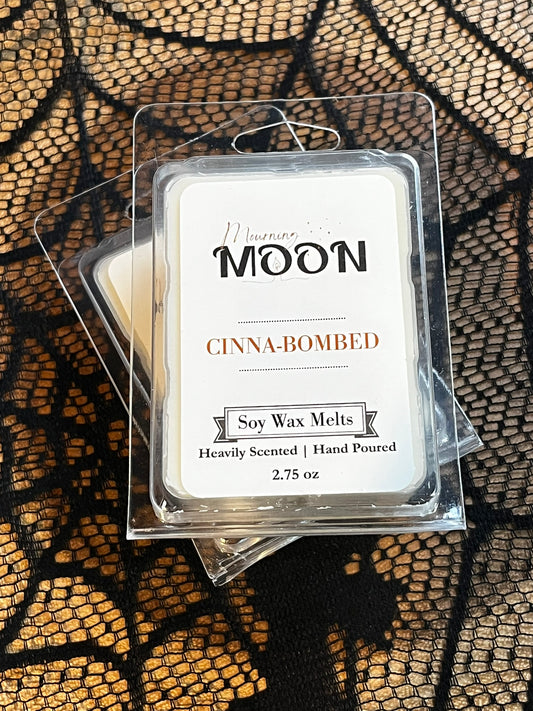 Mourning
MOON
CINNA-BOMBED
Soy Wax Melts
Heavily Scented | Hand Poured
2.75 oz